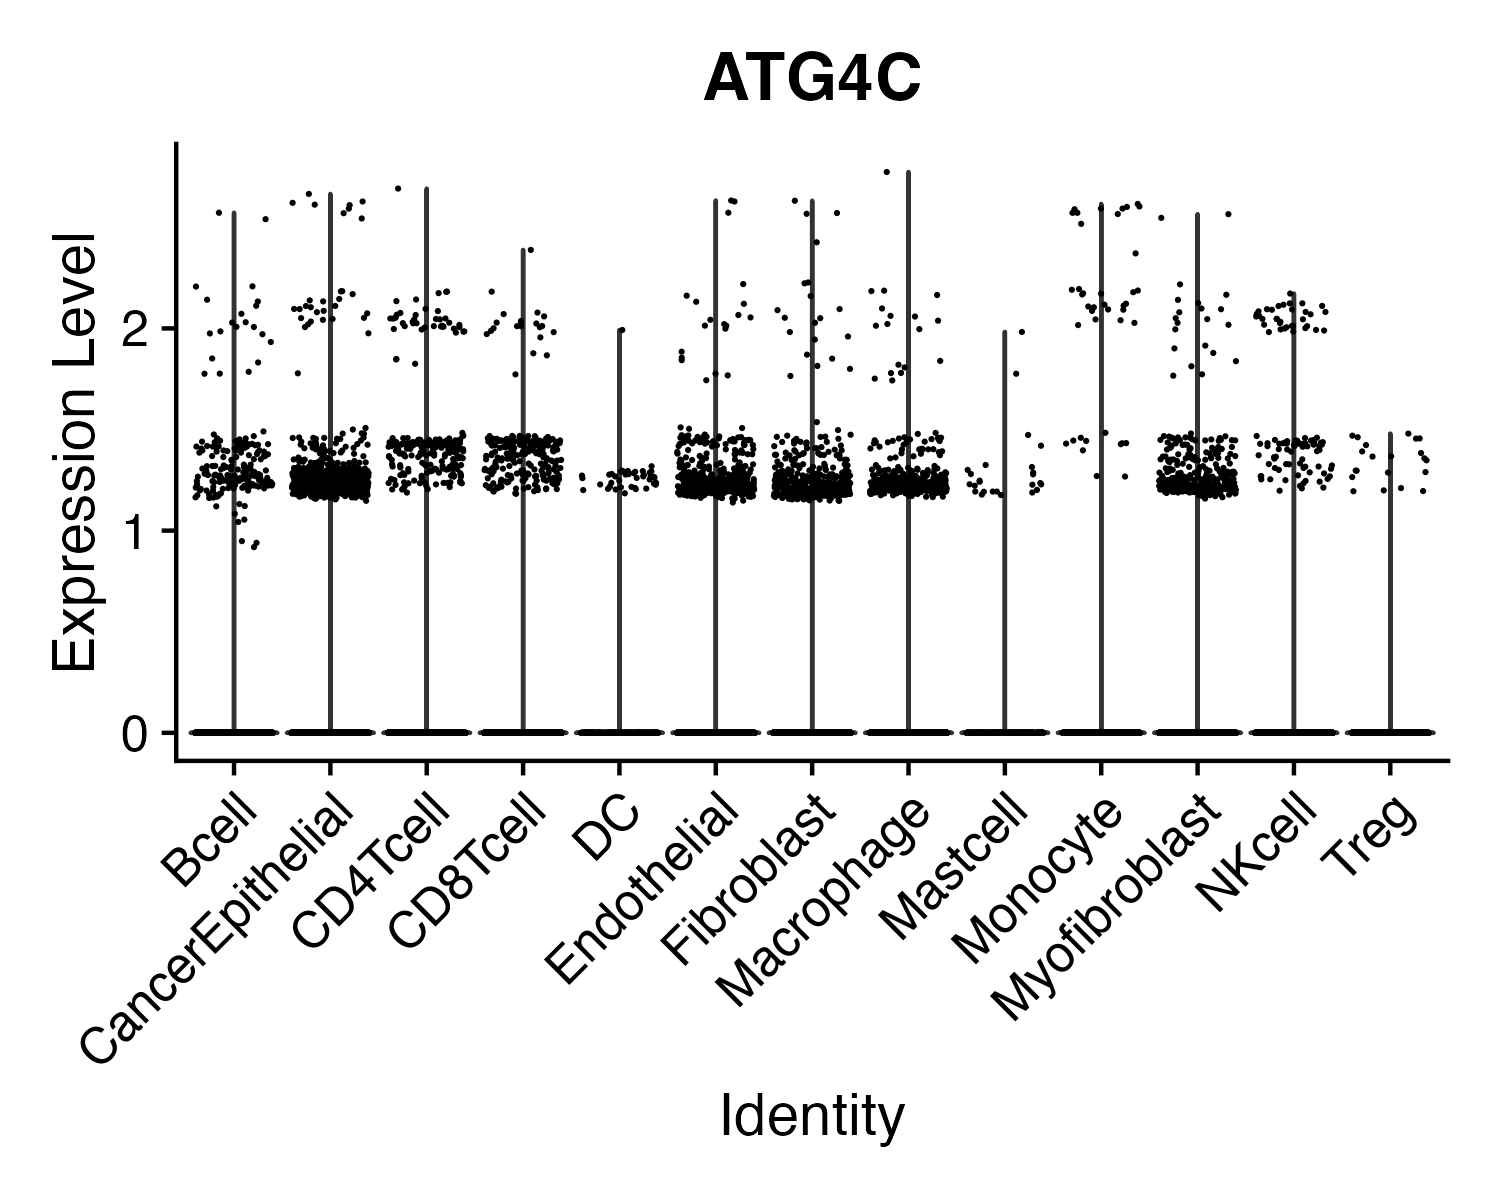 ATG4C
Expression Level
2
1
0
Bcell
CancerEpithelial
CD4Tcell
CD8Tcell
DC
Endothelial
Fibroblast
Macrophage
Mastcell
Monocyte
Myofibroblast
NKcell
Treg
Identity